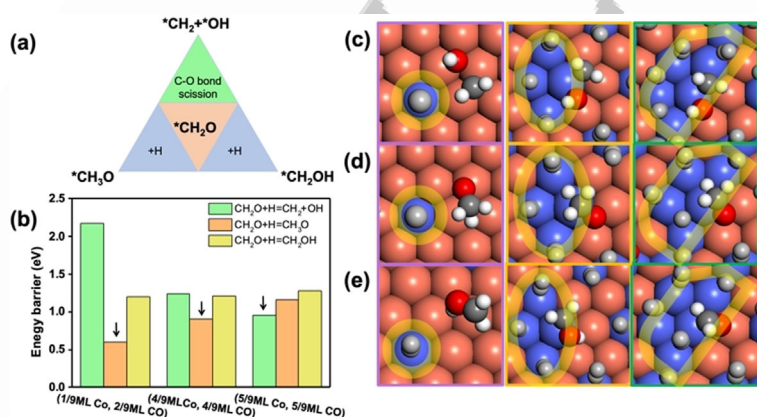 (a)
*CH2+*OH
C-O bond
scission
*CH2O
+H
+H
*CH3O
*CH2OH
(b)
Enegy barrier (eV)
2.5
2.0
1.5
1.0
0.5
0.0
CH2O+H=CH2+OH
CH2O+H=CH3O
CH2O+H=CH2OH
(1/9ML Co, 2/9ML CO)
(4/9MLCo, 4/9ML CO)
(5/9ML Co, 5/9ML CO)
(c)
(d)
(e)